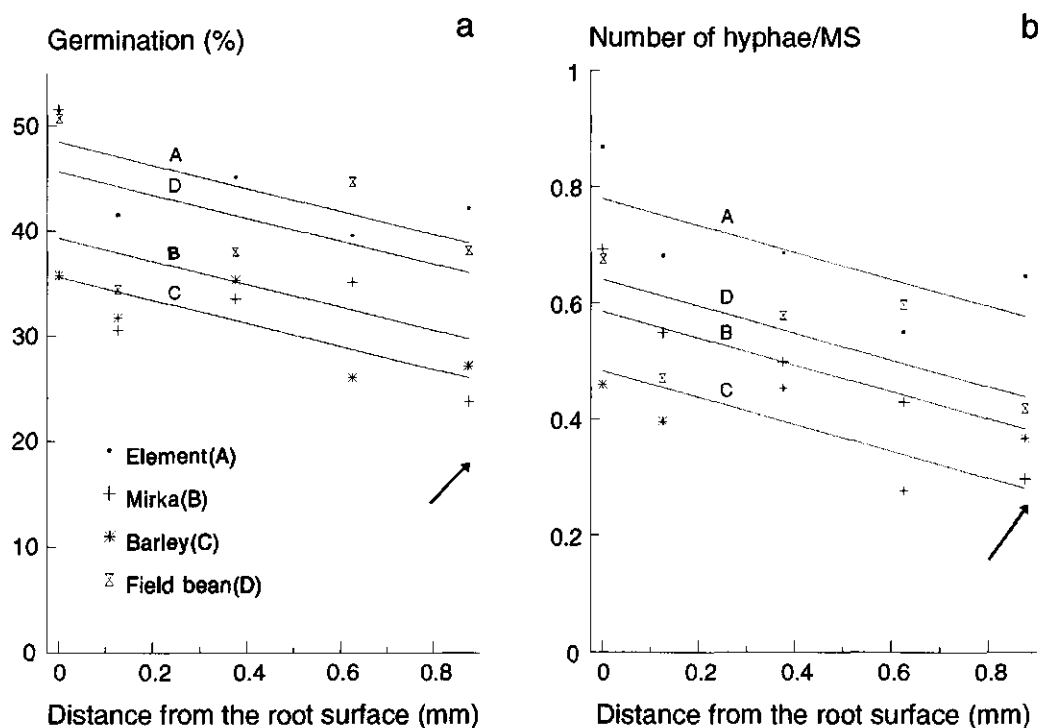 Germination (%)
a
50
40
30
20
10
0
A
D
B
C
Element(A)
Mirka(B)
Barley(C)
Field bean(D)
0 0.2 0.4 0.6 0.8
Distance from the root surface (mm)
Number of hyphae/MS
b
1
0.8
0.6
0.4
0.2
0
A
D
B
C
0 0.2 0.4 0.6 0.8
Distance from the root surface (mm)